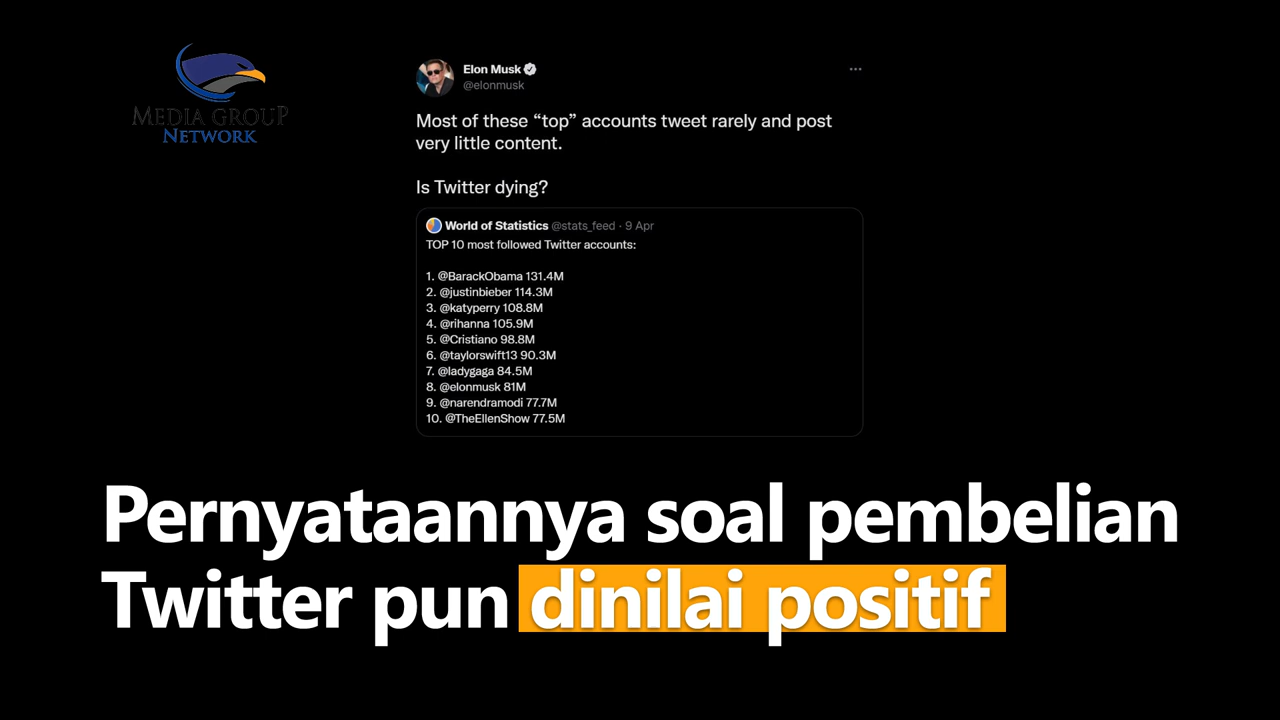 MEDIA GROUP
NETWORK
Elon Musk
@elonmusk
Most of these “top” accounts tweet rarely and post
very little content.
Is Twitter dying?
World of Statistics @stats_feed · 9 Apr
TOP 10 most followed Twitter accounts:
1. @BarackObama 131.4M
2. @justinbieber 114.3M
3. @katyperry 108.8M
4. @rihanna 105.9M
5. @Cristiano 98.8M
6. @taylorswift13 90.3M
7. @ladygaga 84.5M
8. @elonmusk 81M
9. @narendramodi 77.7M
10. @TheEllenShow 77.5M
Pernyataannya soal pembelian
Twitter pun dinilai positif